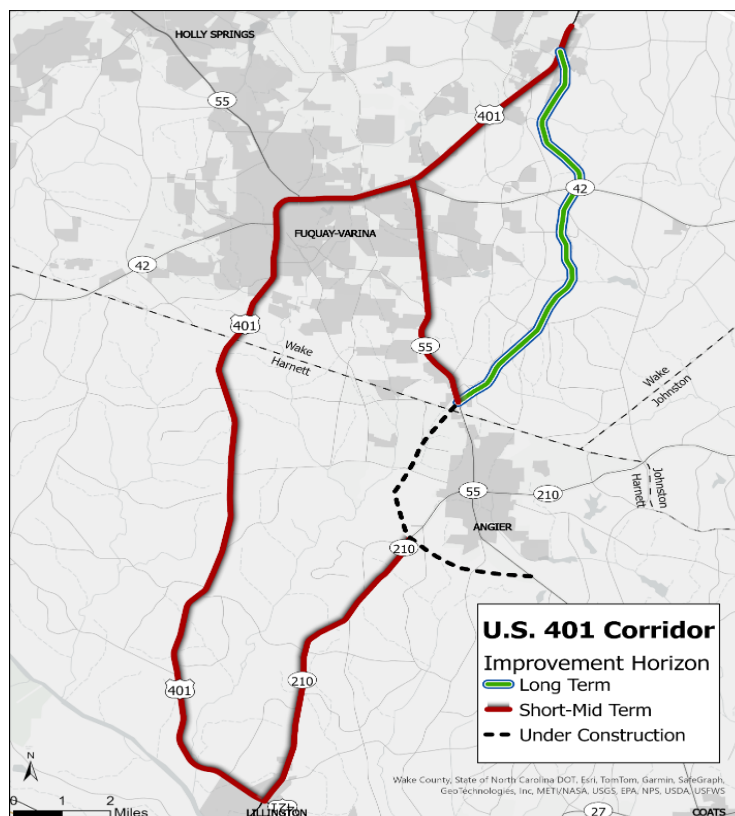 HOLLY SPRINGS
55
401
42
FUQUAY-VARINA
42
401
Wake
Harnett
55
Wake
Johnston
55
210
Johnston
Harnett
ANGIER
210
U.S. 401 Corridor
Improvement Horizon
Long Term
Short-Mid Term
Under Construction
401
210
N
Wake County, State of North Carolina DOT, Esri, TomTom, Garmin, SafeGraph,
GeoTechnologies, Inc, METI/NASA, USGS, EPA, NPS, USDA, USFWS
0 1 2
Miles
421
LILLINGTON
27
COATS